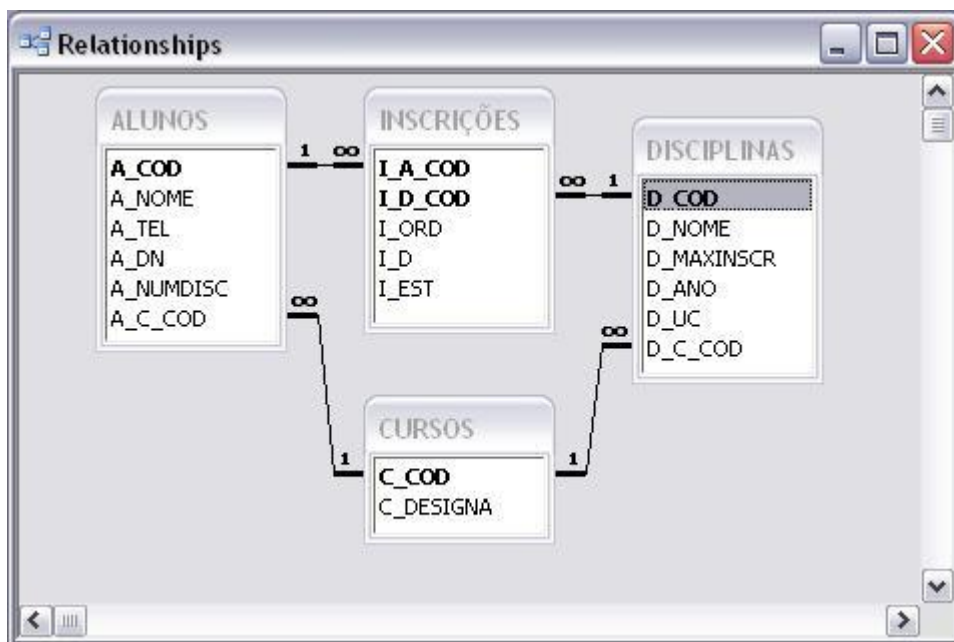 Relationships
ALUNOS
A_COD
A_NOME
A_TEL
A_DN
A_NUMDISC
A_C_COD
1 ∞
INSCRIÇÕES
I_A_COD
I_D_COD
I_ORD
I_D
I_EST
∞ 1
DISCIPLINAS
D_COD
D_NOME
D_MAXINSCR
D_ANO
D_UC
D_C_COD
∞
∞
1
1
CURSOS
C_COD
C_DESIGNA